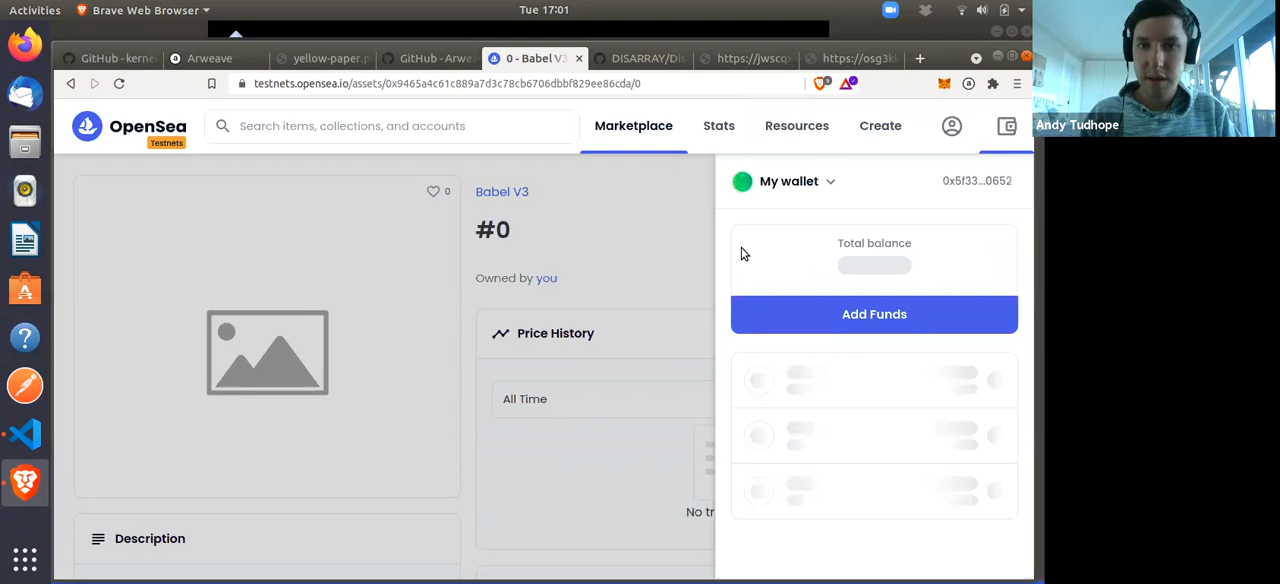 Activities
Brave Web Browser
Tue 17:01
GitHub - kerne
Arweave
yellow-paper.p
GitHub - Arwe
0 - Babel V3
DISARRAY/Dis
https://jwscq
https://osg3kk
testnets.opensea.io/assets/0x9465a4c61c889a7d3c78cb6706dbbf829ee86cda/0
OpenSea
Testnets
Search items, collections, and accounts
Marketplace
Stats
Resources
Create
Andy Tudhope
0
Babel V3
My wallet
0x5f33...0652
#0
Total balance
Owned by you
Add Funds
Price History
All Time
No tr
Description